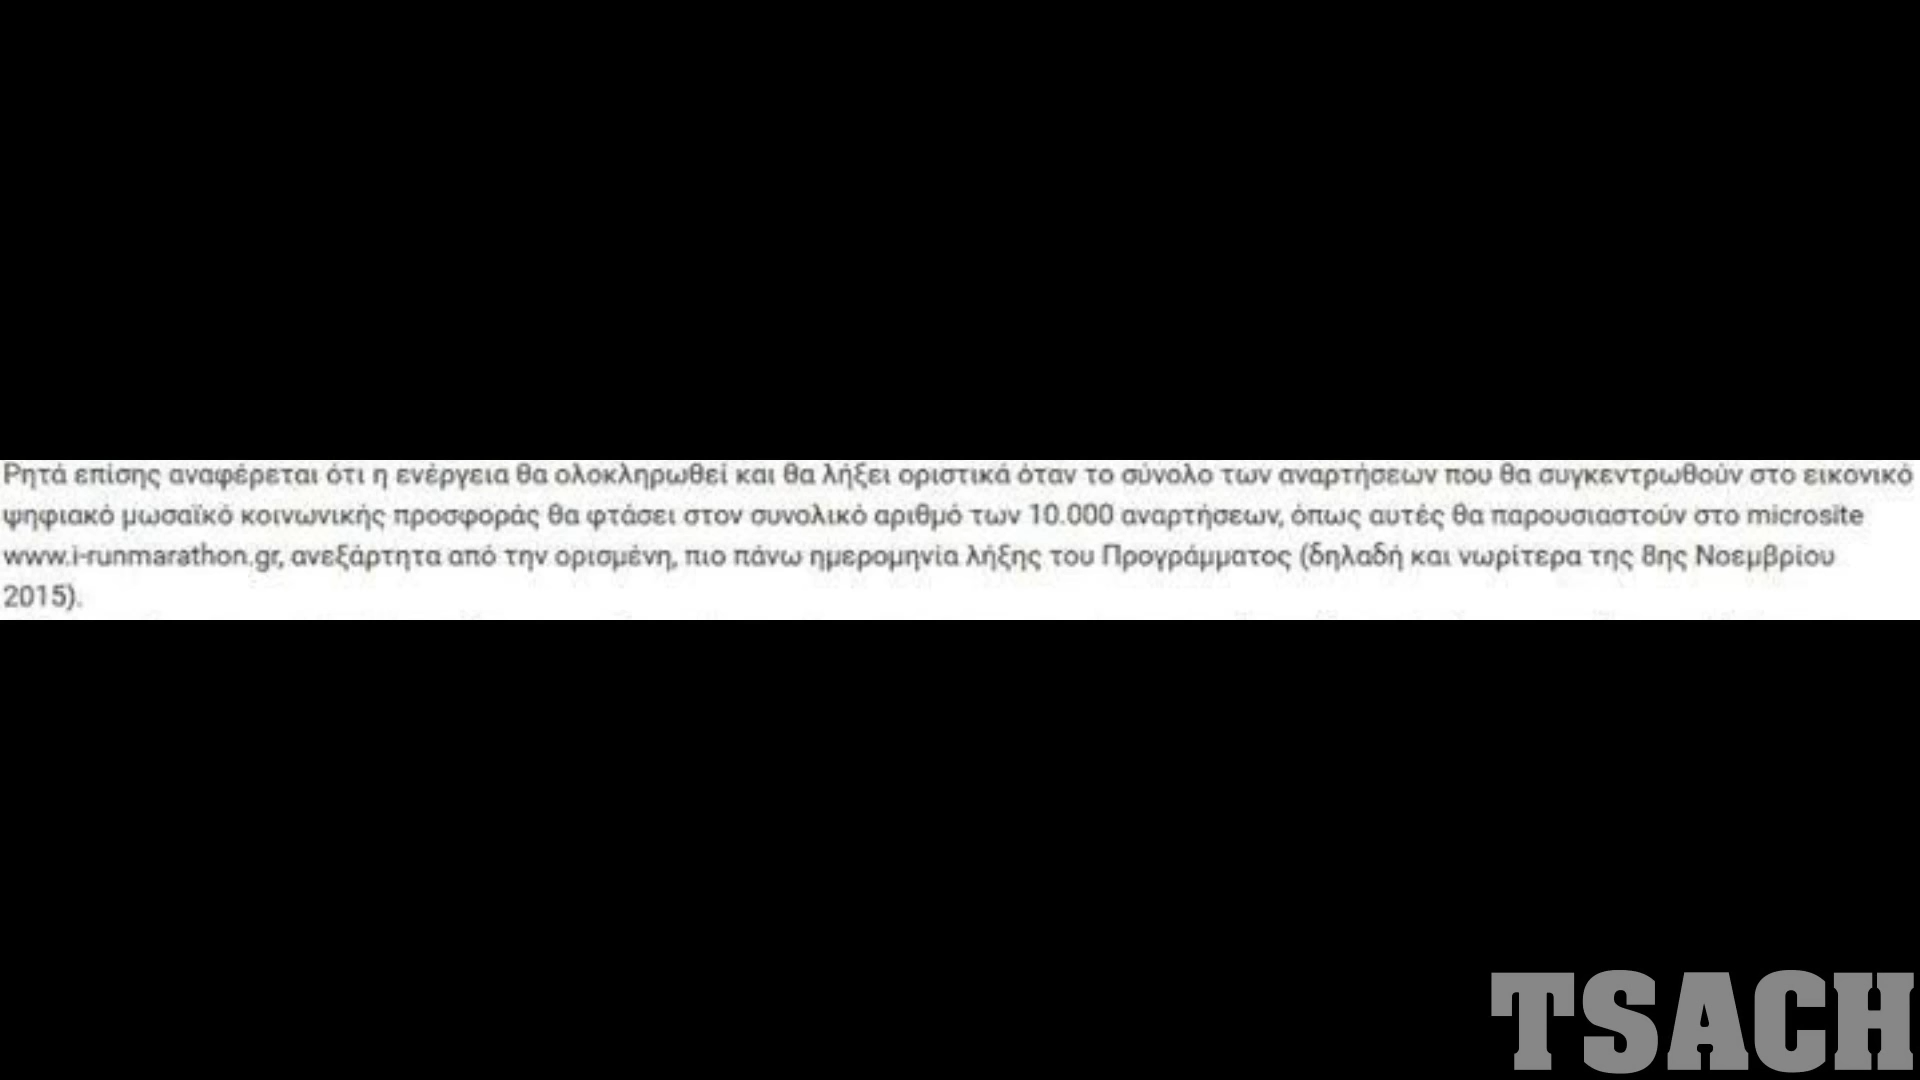 Ρητά επίσης αναφέρεται ότι η ενέργεια θα ολοκληρωθεί και θα λήξει οριστικά όταν το σύνολο των αναρτήσεων που θα συγκεντρωθούν στο εικονικό
ψηφιακό μωσαϊκό κοινωνικής προσφοράς θα φτάσει στον συνολικό αριθμό των 10.000 αναρτήσεων, όπως αυτές θα παρουσιαστούν στο microsite
www.i-runmarathon.gr, ανεξάρτητα από την ορισμένη, πιο πάνω ημερομηνία λήξης του Προγράμματος (δηλαδή και νωρίτερα της 8ης Νοεμβρίου
2015).
TSACH